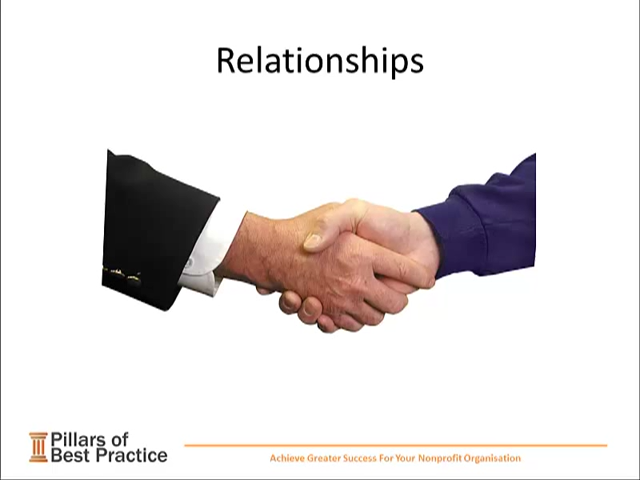 Relationships
Pillars of
Best Practice
Achieve Greater Success For Your Nonprofit Organisation